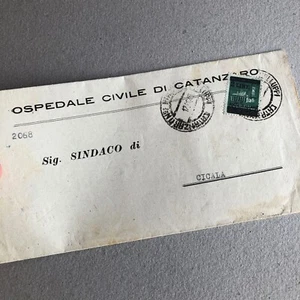 OSPEDALE CIVILE DI CATANZARO
2068
Sig. SINDACO di
CICALA